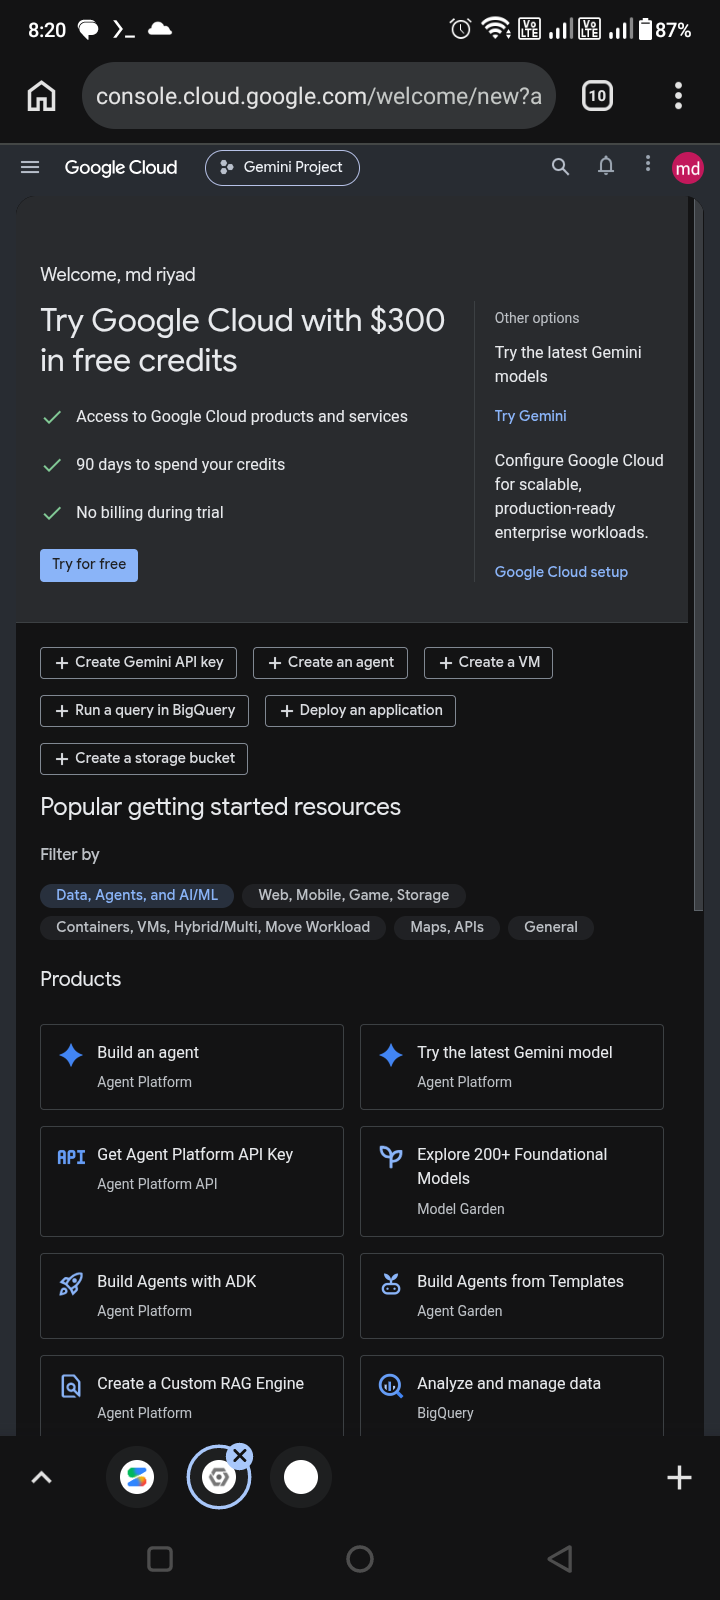 8:20
Vo LTE
Vo LTE
87%
console.cloud.google.com/welcome/new?a
10
Google Cloud
Gemini Project
md
Welcome, md riyad
Try Google Cloud with $300
in free credits
Access to Google Cloud products and services
90 days to spend your credits
No billing during trial
Try for free
Other options
Try the latest Gemini
models
Try Gemini
Configure Google Cloud
for scalable,
production-ready
enterprise workloads.
Google Cloud setup
+ Create Gemini API key
+ Create an agent
+ Create a VM
+ Run a query in BigQuery
+ Deploy an application
+ Create a storage bucket
Popular getting started resources
Filter by
Data, Agents, and AI/ML
Web, Mobile, Game, Storage
Containers, VMs, Hybrid/Multi, Move Workload
Maps, APIs
General
Products
Build an agent
Agent Platform
Try the latest Gemini model
Agent Platform
API
Get Agent Platform API Key
Agent Platform API
Explore 200+ Foundational
Models
Model Garden
Build Agents with ADK
Agent Platform
Build Agents from Templates
Agent Garden
Create a Custom RAG Engine
Agent Platform
Analyze and manage data
BigQuery